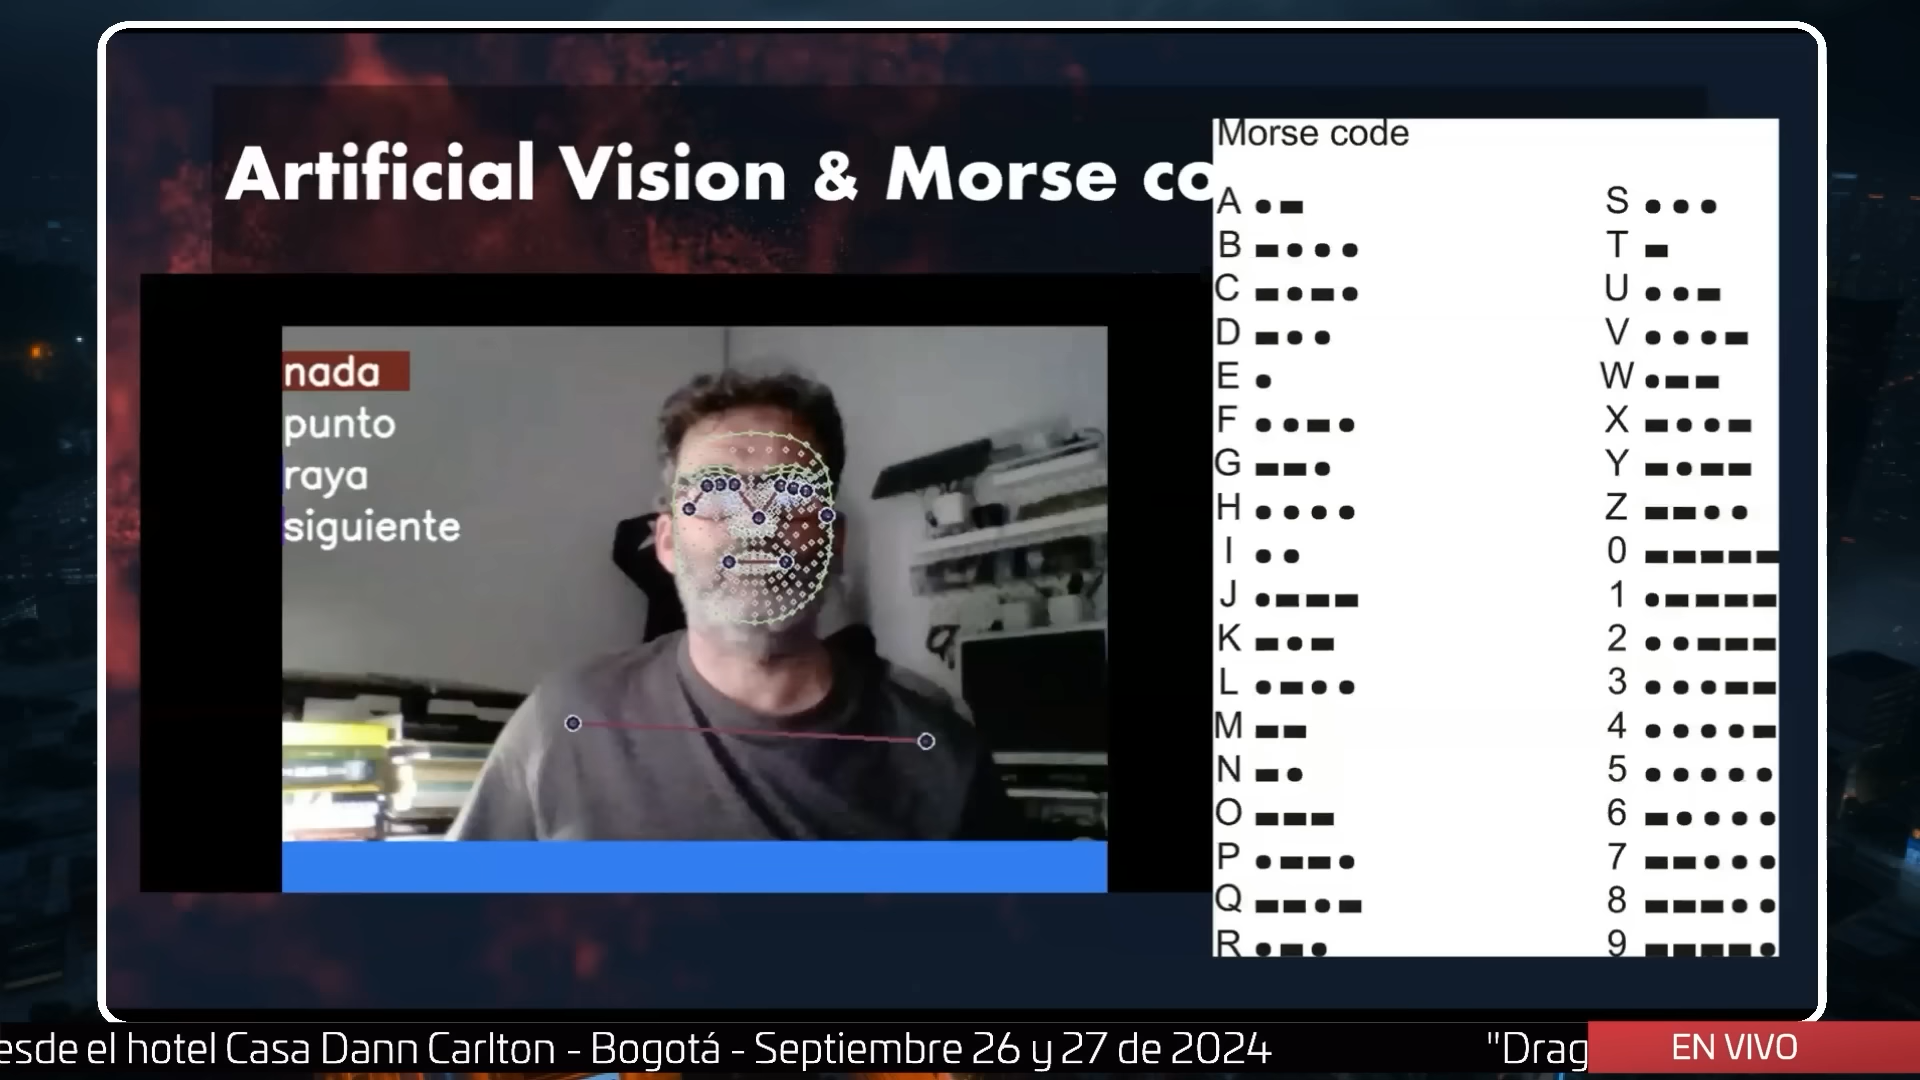 Artificial Vision & Morse co
Morse code
A
B
C
D
E
F
G
H
I
J
K
L
M
N
O
P
Q
R
S
T
U
V
W
X
Y
Z
0
1
2
3
4
5
6
7
8
9
nada
punto
raya
siguiente
esde el hotel Casa Dann Carlton - Bogotá - Septiembre 26 y 27 de 2024
"Drag
EN VIVO